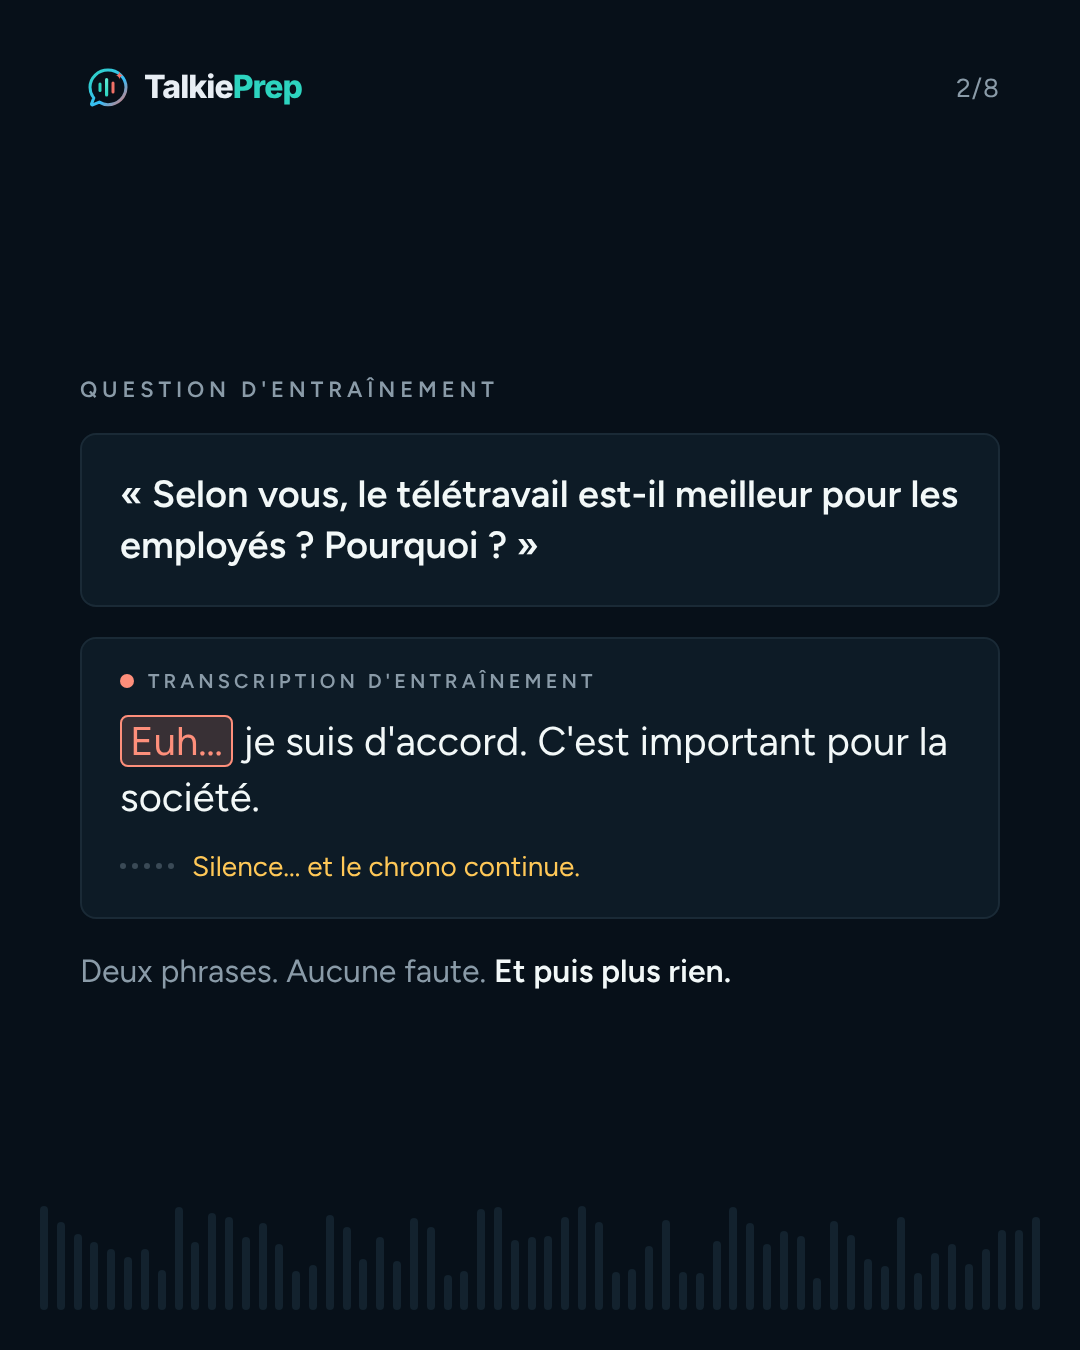 TalkiePrep
2/8
QUESTION D'ENTRAÎNEMENT
« Selon vous, le télétravail est-il meilleur pour les
employés ? Pourquoi ? »
TRANSCRIPTION D'ENTRAÎNEMENT
Euh... je suis d'accord. C'est important pour la
société.
Silence... et le chrono continue.
Deux phrases. Aucune faute. Et puis plus rien.